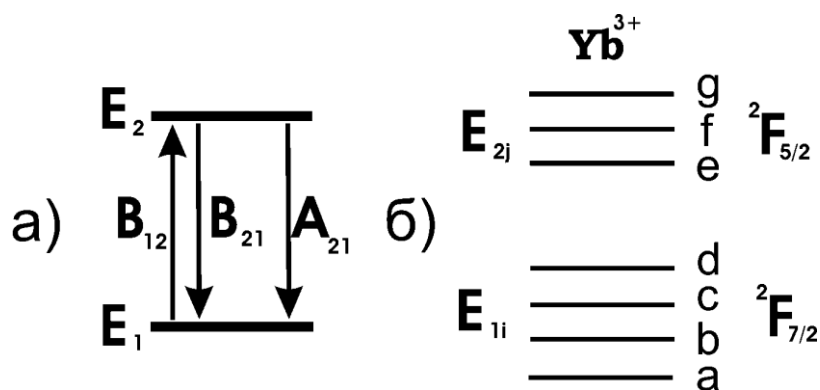 а)
E₂
B₁₂ B₂₁ A₂₁
E₁
б)
Yb³⁺
E₂ⱼ
g
f
e
²F₅/₂
E₁ᵢ
d
c
b
a
²F₇/₂